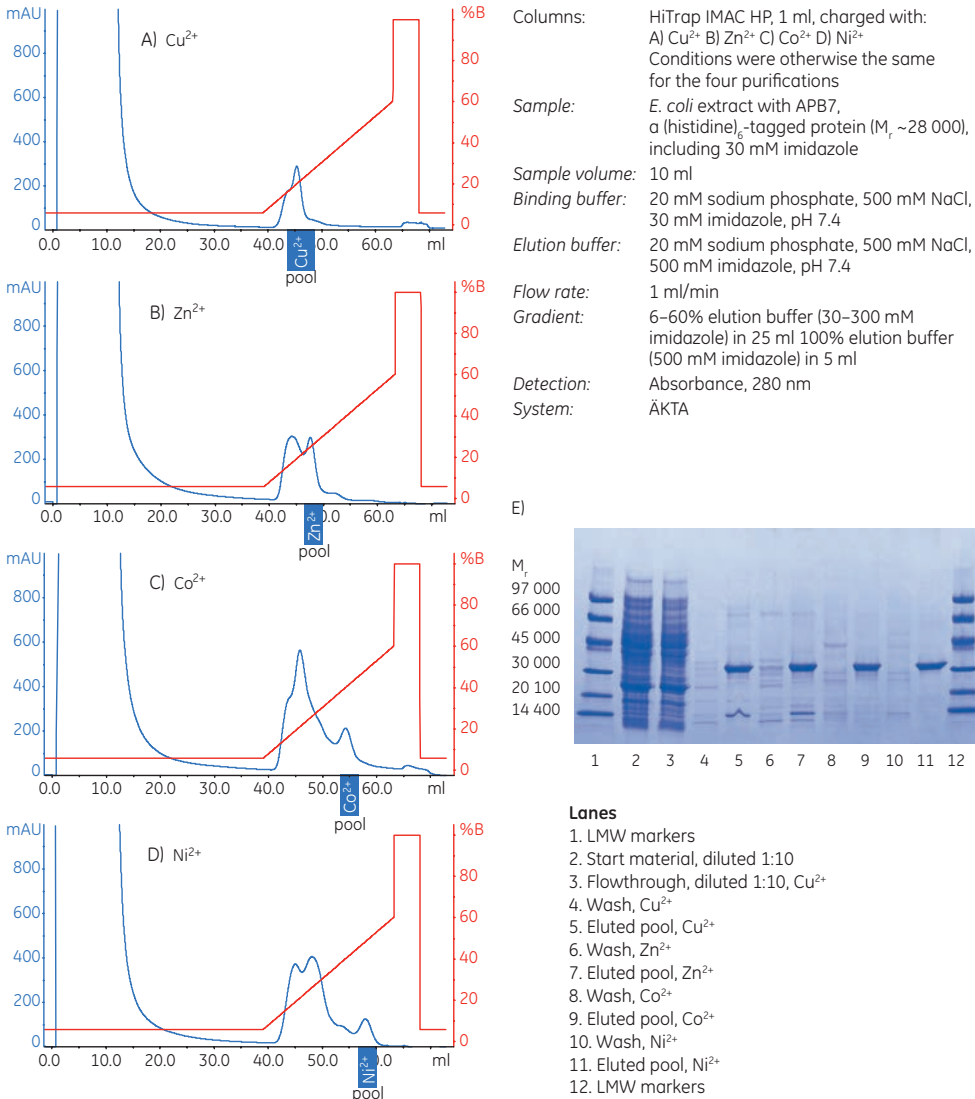 mAU
%B
A) Cu²⁺
800
600
400
200
0
100
80
60
40
20
0
0.0 10.0 20.0 30.0 40.0 50.0 60.0 ml
Cu²⁺
pool
mAU
%B
B) Zn²⁺
800
600
400
200
0
100
80
60
40
20
0
0.0 10.0 20.0 30.0 40.0 50.0 60.0 ml
Zn²⁺
pool
mAU
%B
C) Co²⁺
800
600
400
200
0
100
80
60
40
20
0
0.0 10.0 20.0 30.0 40.0 50.0 60.0 ml
Co²⁺
pool
mAU
%B
D) Ni²⁺
800
600
400
200
0
100
80
60
40
20
0
0.0 10.0 20.0 30.0 40.0 50.0 60.0 ml
Ni²⁺
pool
Columns: HiTrap IMAC HP, 1 ml, charged with:
A) Cu²⁺ B) Zn²⁺ C) Co²⁺ D) Ni²⁺
Conditions were otherwise the same
for the four purifications
Sample: E. coli extract with APB7,
a (histidine)₆-tagged protein (Mᵣ ~28 000),
including 30 mM imidazole
Sample volume: 10 ml
Binding buffer: 20 mM sodium phosphate, 500 mM NaCl,
30 mM imidazole, pH 7.4
Elution buffer: 20 mM sodium phosphate, 500 mM NaCl,
500 mM imidazole, pH 7.4
Flow rate: 1 ml/min
Gradient: 6–60% elution buffer (30–300 mM
imidazole) in 25 ml 100% elution buffer
(500 mM imidazole) in 5 ml
Detection: Absorbance, 280 nm
System: ÄKTA
E)
Mᵣ
97 000
66 000
45 000
30 000
20 100
14 400
1 2 3 4 5 6 7 8 9 10 11 12
Lanes
1. LMW markers
2. Start material, diluted 1:10
3. Flowthrough, diluted 1:10, Cu²⁺
4. Wash, Cu²⁺
5. Eluted pool, Cu²⁺
6. Wash, Zn²⁺
7. Eluted pool, Zn²⁺
8. Wash, Co²⁺
9. Eluted pool, Co²⁺
10. Wash, Ni²⁺
11. Eluted pool, Ni²⁺
12. LMW markers